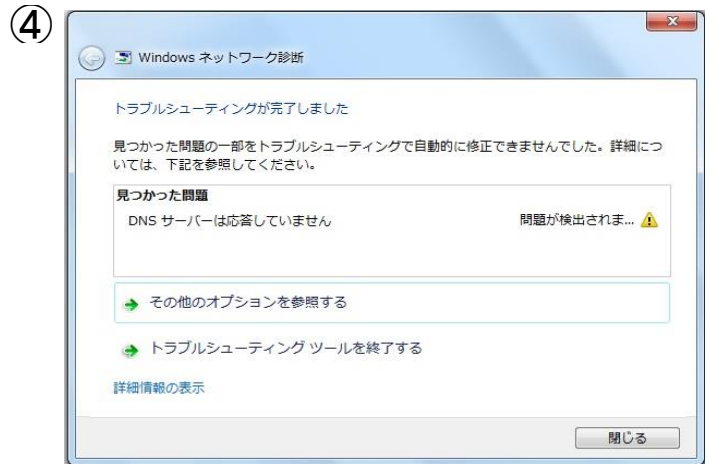 ④
Windows ネットワーク診断
トラブルシューティングが完了しました
見つかった問題の一部をトラブルシューティングで自動的に修正できませんでした。詳細につ
いては、下記を参照してください。
見つかった問題
DNS サーバーは応答していません 問題が検出されま...
その他のオプションを参照する
トラブルシューティング ツールを終了する
詳細情報の表示
閉じる